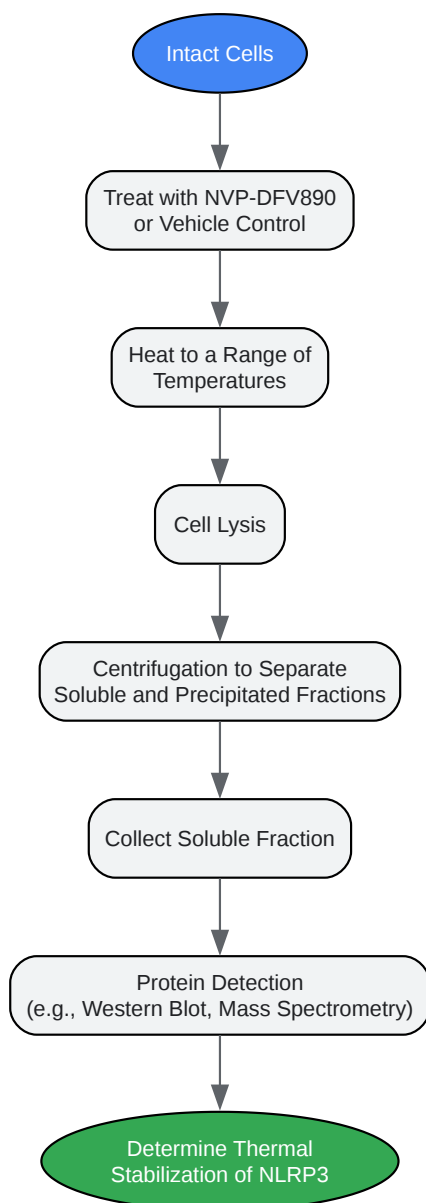 Intact Cells
Treat with NVP-DFV890
or Vehicle Control
Heat to a Range of
Temperatures
Cell Lysis
Centrifugation to Separate
Soluble and Precipitated Fractions
Collect Soluble Fraction
Protein Detection
(e.g., Western Blot, Mass Spectrometry)
Determine Thermal
Stabilization of NLRP3